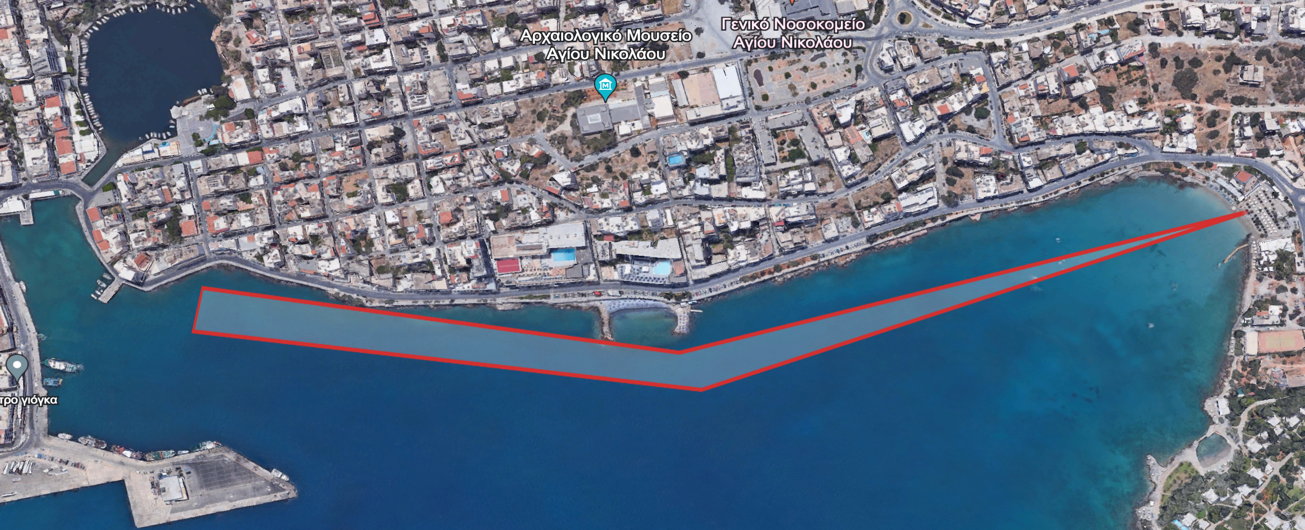 Γενικό Νοσοκομείο
Αγίου Νικολάου
Αρχαιολογικό Μουσείο
Αγίου Νικολάου
τρο γιόγκα